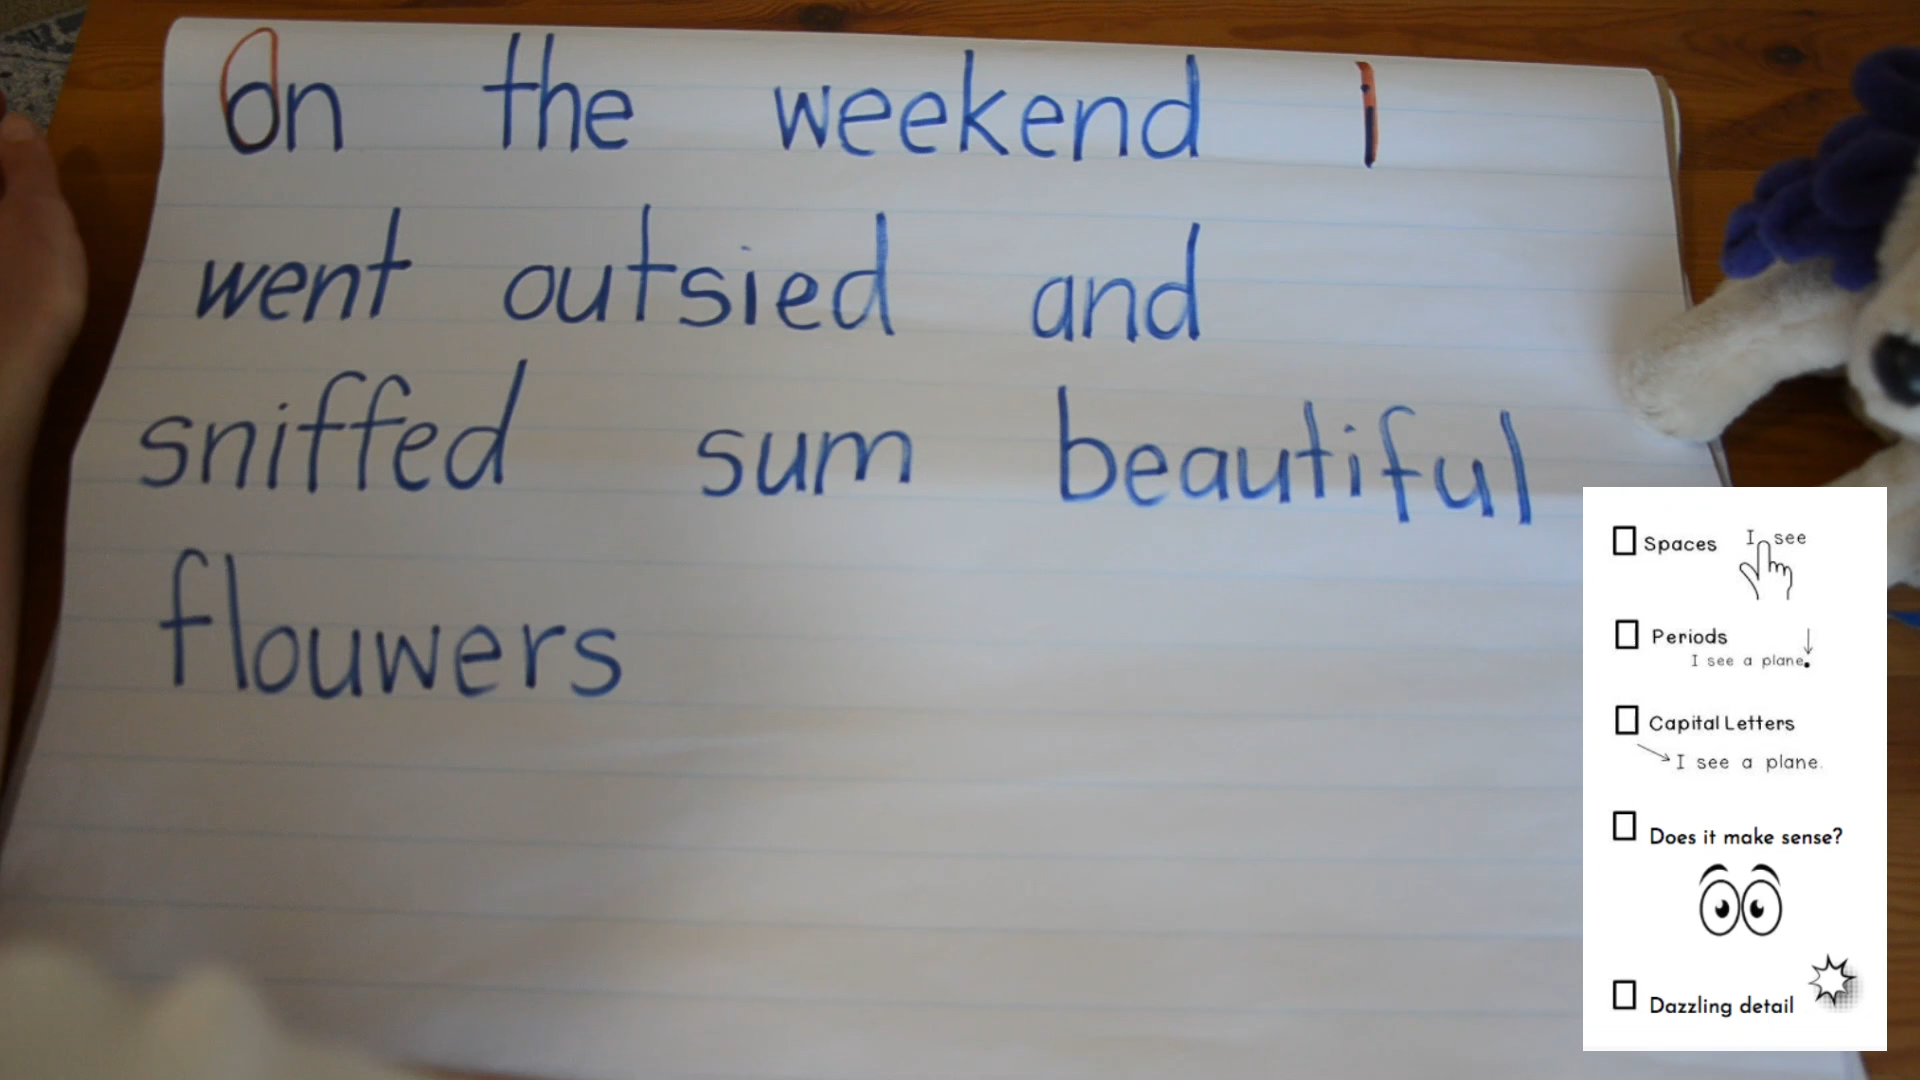 On the weekend I
went outsied and
sniffed sum beautiful
flouwers
Spaces I see
Periods
I see a plane.
Capital Letters
I see a plane.
Does it make sense?
Dazzling detail